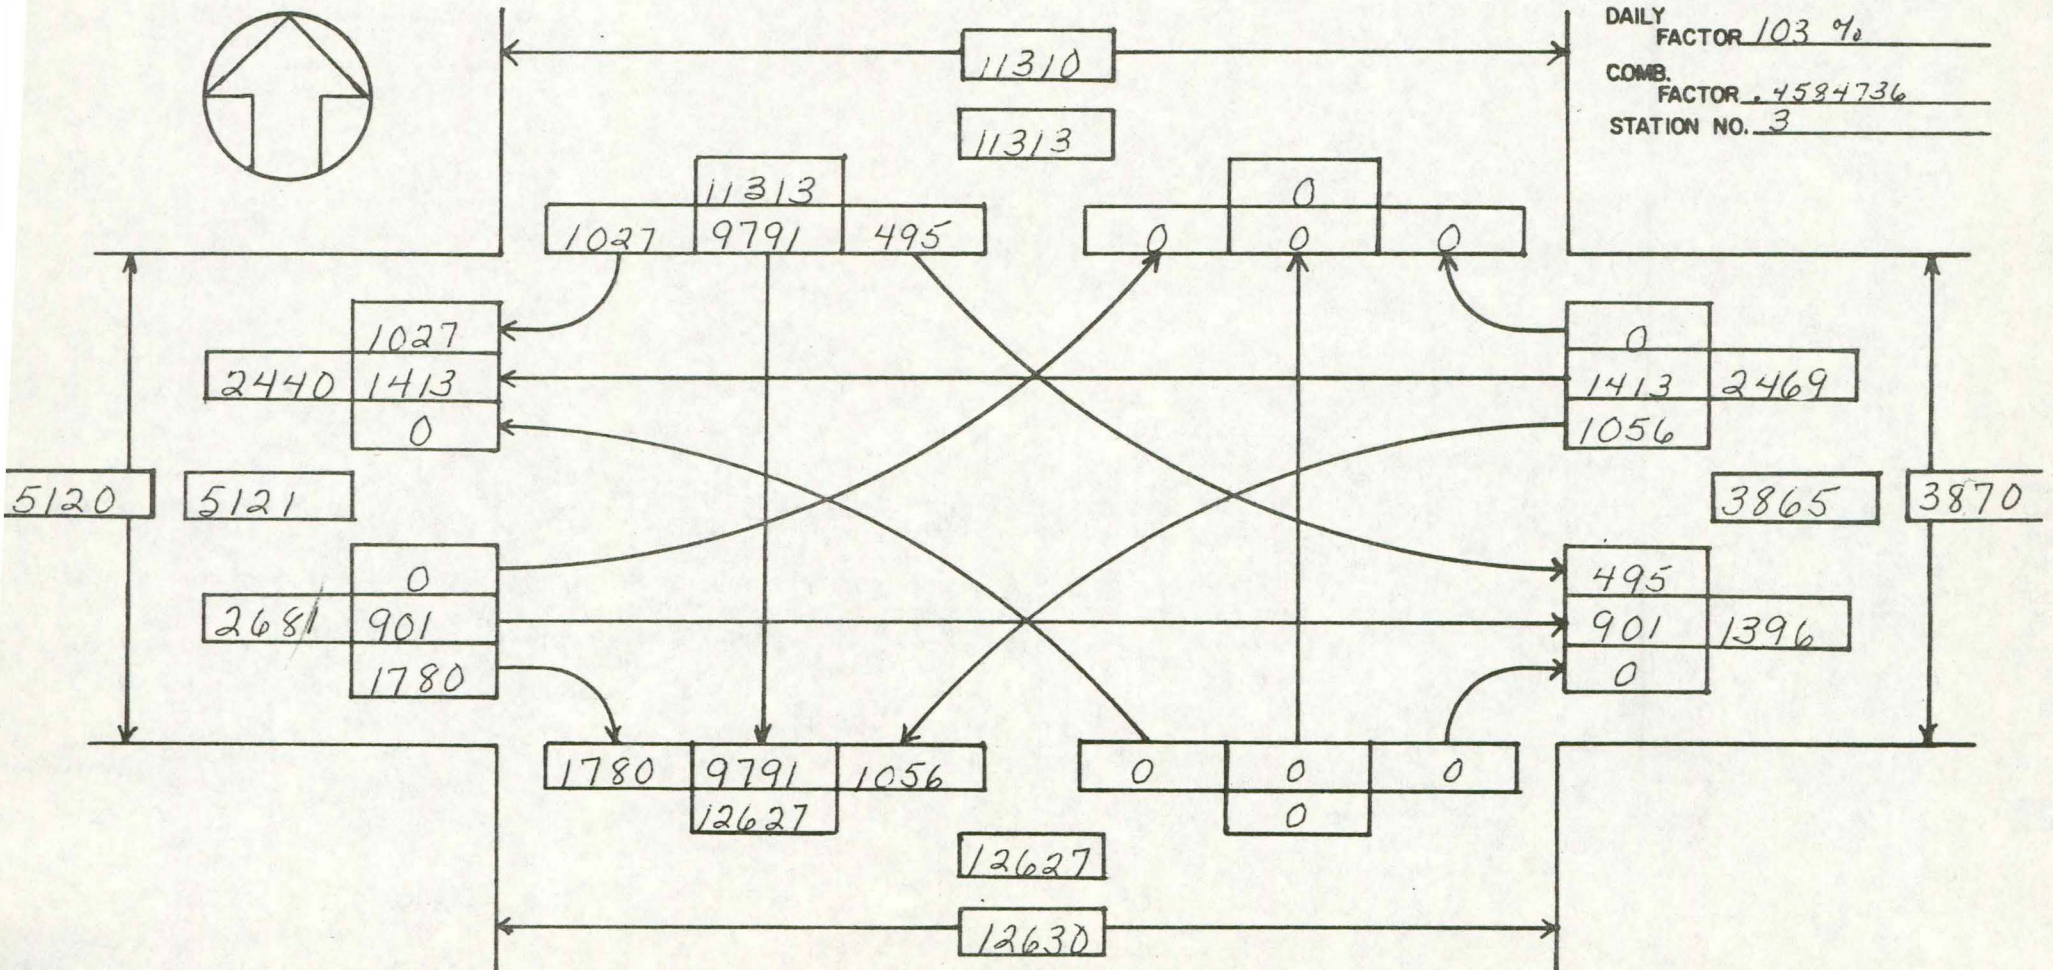 DAILY
FACTOR 103 %
COMB.
FACTOR .4584736
STATION NO. 3
11310
11313
11313
1027 9791 495
0
0 0 0
1027
2440 1413
0
0
1413 2469
1056
5120 5121
3865 3870
0
2681 901
1780
495
901 1396
0
1780 9791 1056
12627
0 0 0
0
12627
12630